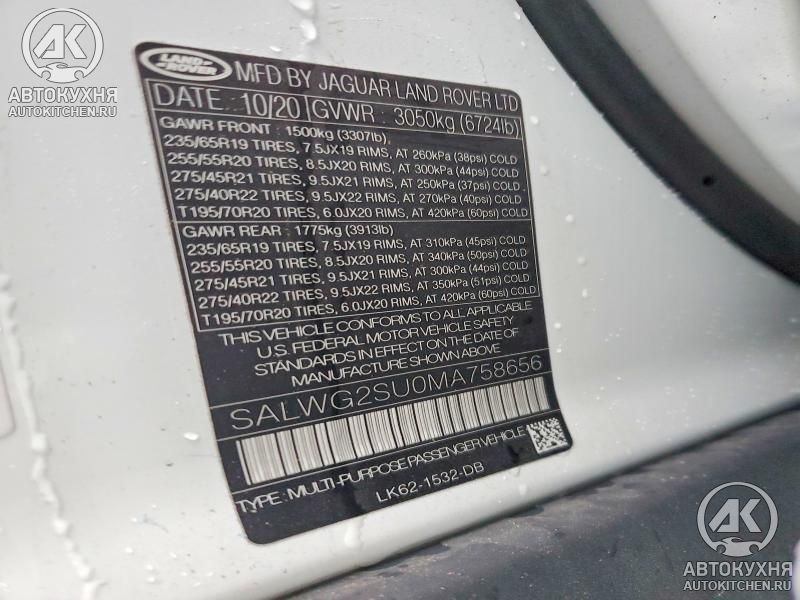 AK
АВТОКУХНЯ
AUTOKITCHEN.RU
LAND ROVER
MFD BY JAGUAR LAND ROVER LTD
DATE : 10/20 GVWR : 3050kg (6724lb)
GAWR FRONT : 1500kg (3307lb)
235/65R19 TIRES, 7.5JX19 RIMS, AT 260kPa (38psi) COLD
255/55R20 TIRES, 8.5JX20 RIMS, AT 300kPa (44psi) COLD
275/45R21 TIRES, 9.5JX21 RIMS, AT 250kPa (37psi) COLD
275/40R22 TIRES, 9.5JX22 RIMS, AT 270kPa (40psi) COLD
T195/70R20 TIRES, 6.0JX20 RIMS, AT 420kPa (60psi) COLD
GAWR REAR : 1775kg (3913lb)
235/65R19 TIRES, 7.5JX19 RIMS, AT 310kPa (45psi) COLD
255/55R20 TIRES, 8.5JX20 RIMS, AT 340kPa (50psi) COLD
275/45R21 TIRES, 9.5JX21 RIMS, AT 300kPa (44psi) COLD
275/40R22 TIRES, 9.5JX22 RIMS, AT 350kPa (51psi) COLD
T195/70R20 TIRES, 6.0JX20 RIMS, AT 420kPa (60psi) COLD
THIS VEHICLE CONFORMS TO ALL APPLICABLE
U.S. FEDERAL MOTOR VEHICLE SAFETY
STANDARDS IN EFFECT ON THE DATE OF
MANUFACTURE SHOWN ABOVE.
SALWG2SU0MA758656
TYPE: MULTI-PURPOSE PASSENGER VEHICLE
LK62-1532-DB
AK
АВТОКУХНЯ
AUTOKITCHEN.RU